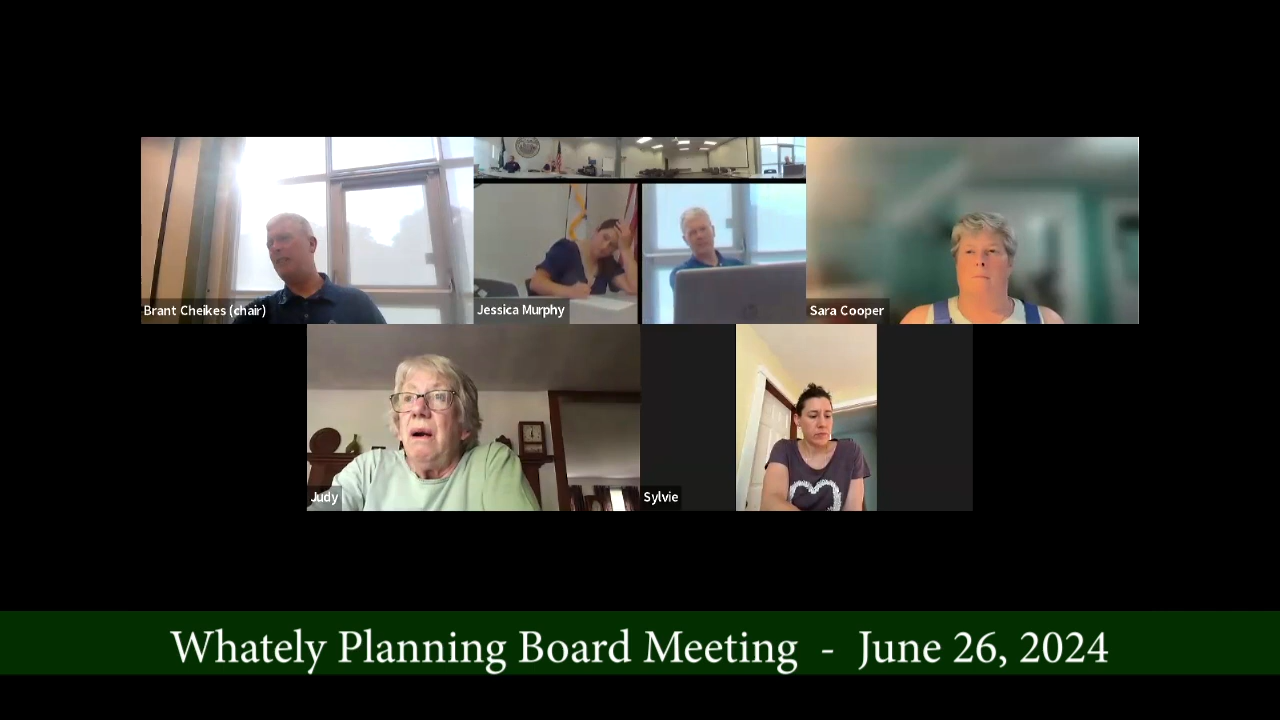 Brant Cheikes (chair)
Jessica Murphy
Sara Cooper
Judy
Sylvie
Whately Planning Board Meeting - June 26, 2024